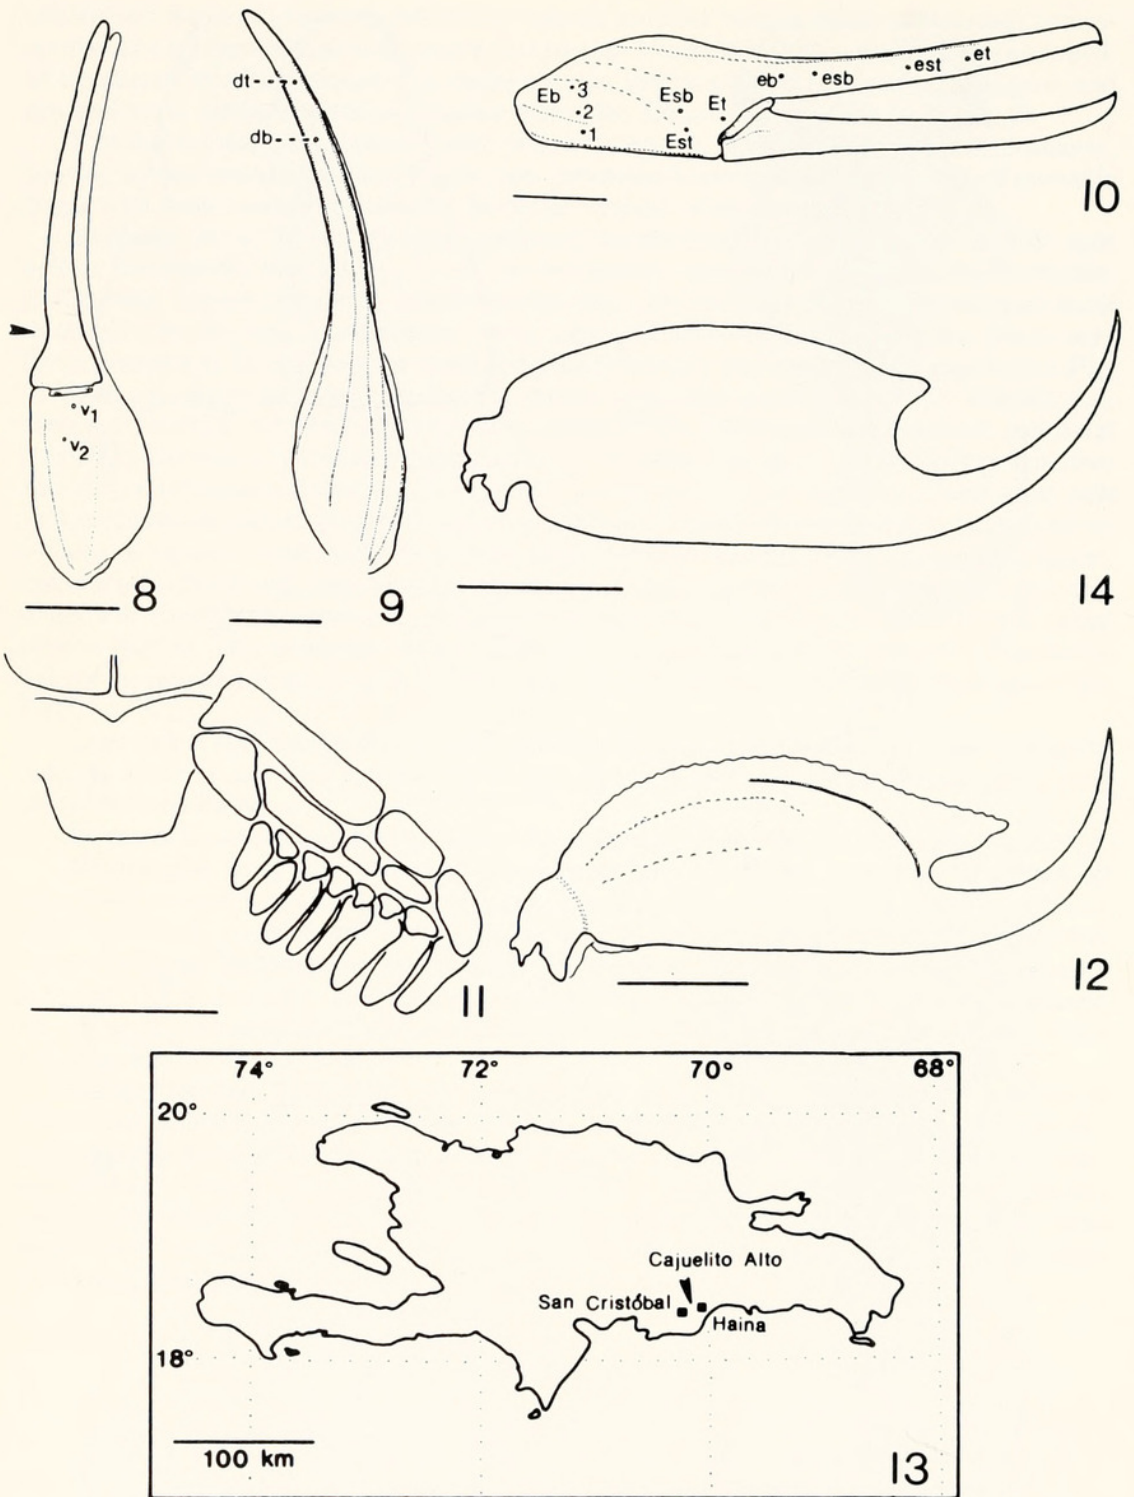 dt
db
v1
v2
8
9
Eb 3
2
1
Esb
Est
Et
eb
esb
est
et
10
14
11
12
74° 72° 70° 68°
20°
Cajuelito Alto
San Cristóbal
Haina
18°
100 km
13